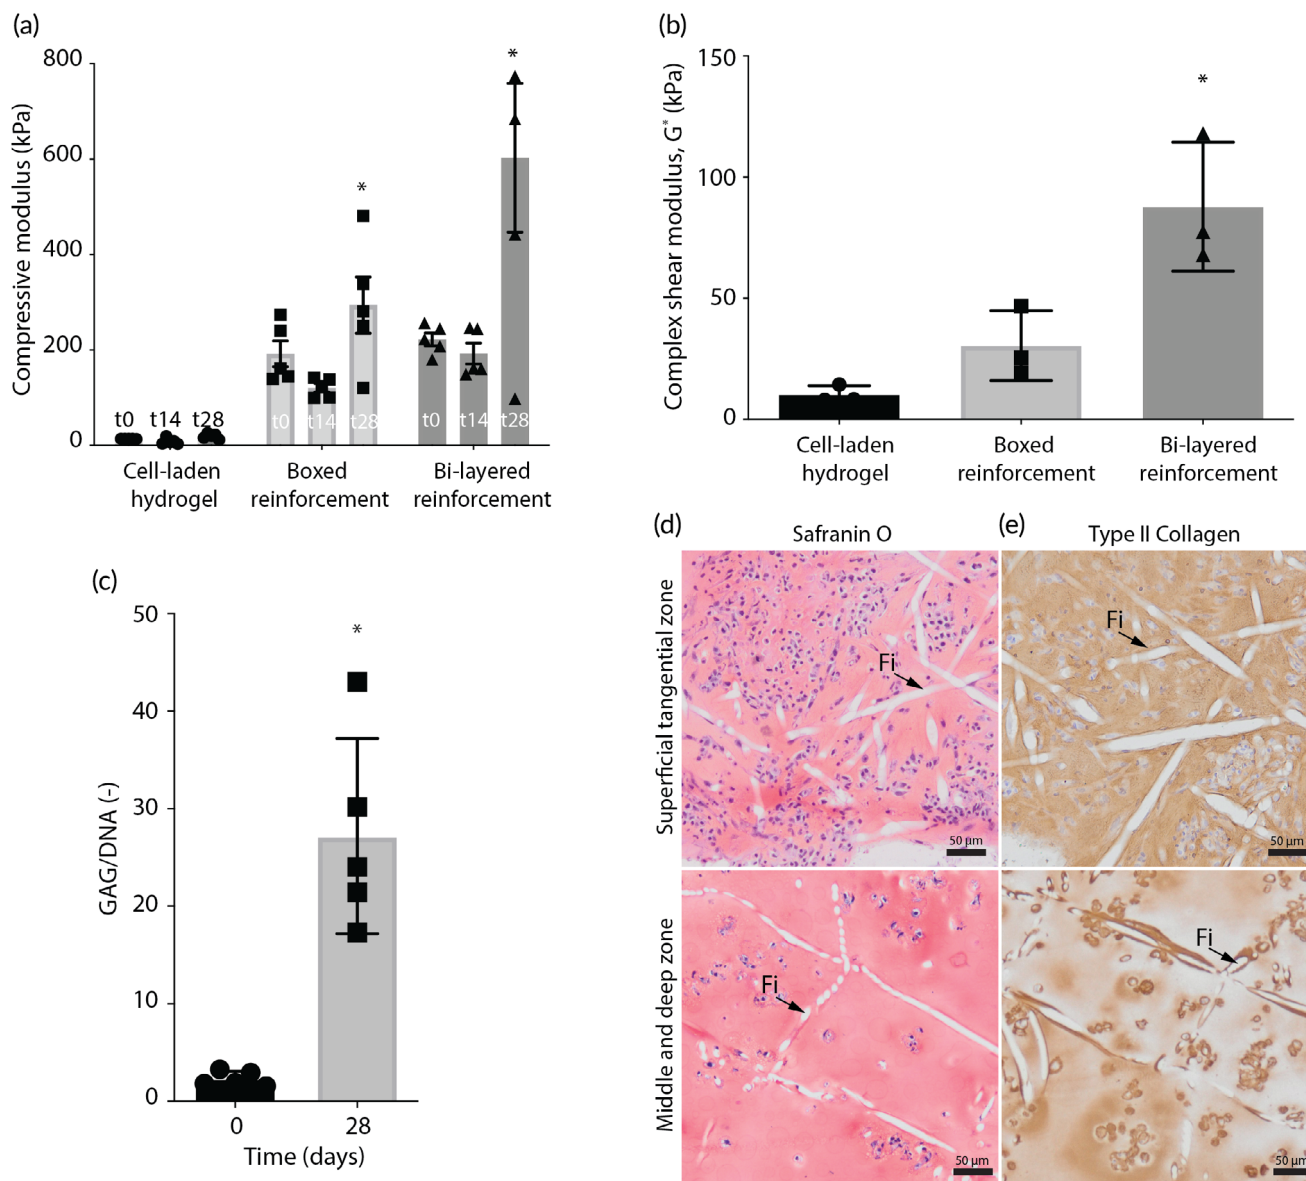 (a)
Compressive modulus (kPa)
800
600
400
200
0
*
*
t0 t14 t28
t0 t14 t28
t0 t14 t28
Cell-laden
hydrogel
Boxed
reinforcement
Bi-layered
reinforcement
(b)
Complex shear modulus, G* (kPa)
150
100
50
0
*
Cell-laden
hydrogel
Boxed
reinforcement
Bi-layered
reinforcement
(c)
GAG/DNA (-)
50
40
30
20
10
0
*
0
28
Time (days)
(d)
Safranin O
(e)
Type II Collagen
Superficial tangential zone
Fi
50 µm
Fi
50 µm
Middle and deep zone
Fi
50 µm
Fi
50 µm